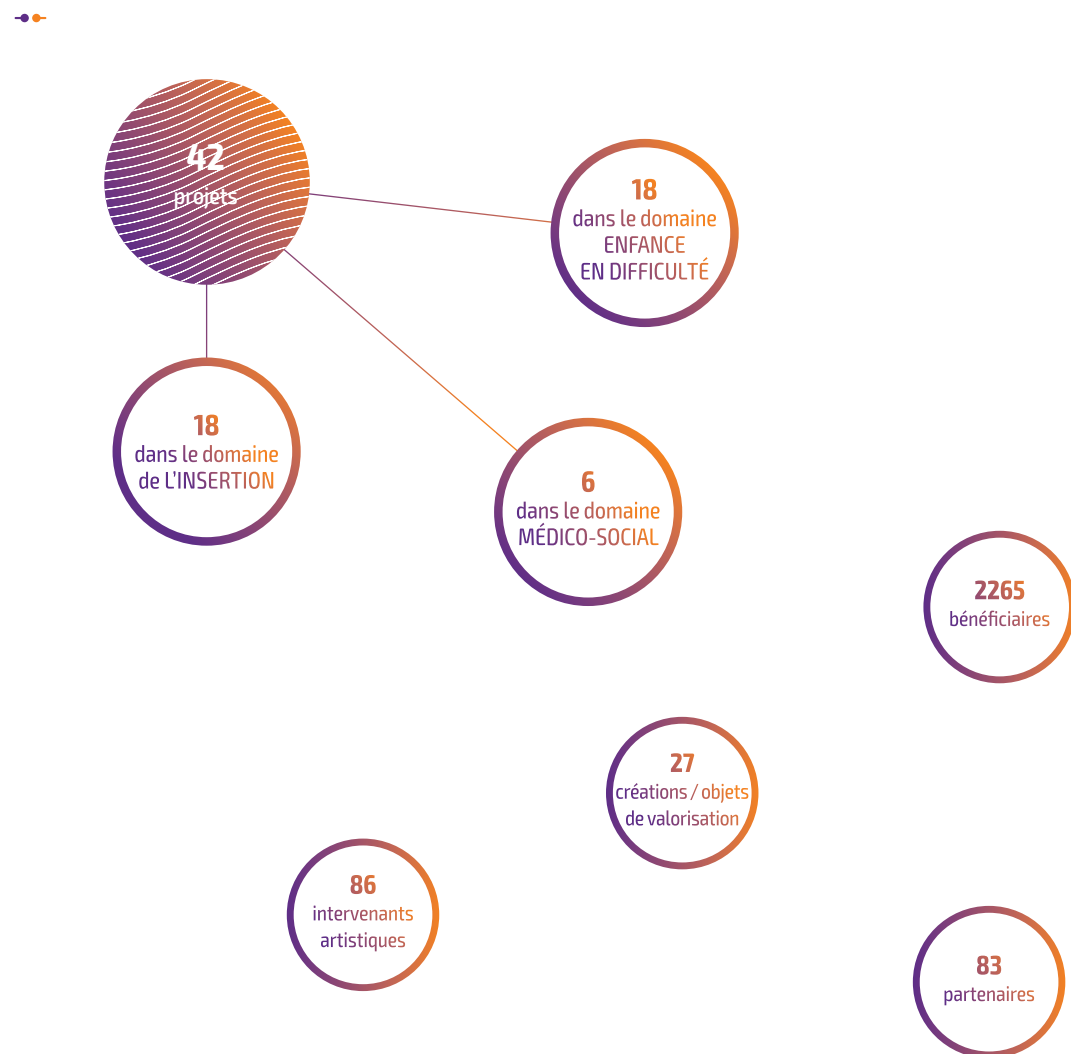 42
projets
18
dans le domaine
ENFANCE
EN DIFFICULTÉ
18
dans le domaine
de L'INSERTION
6
dans le domaine
MÉDICO-SOCIAL
2265
bénéficiaires
27
créations / objets
de valorisation
86
intervenants
artistiques
83
partenaires